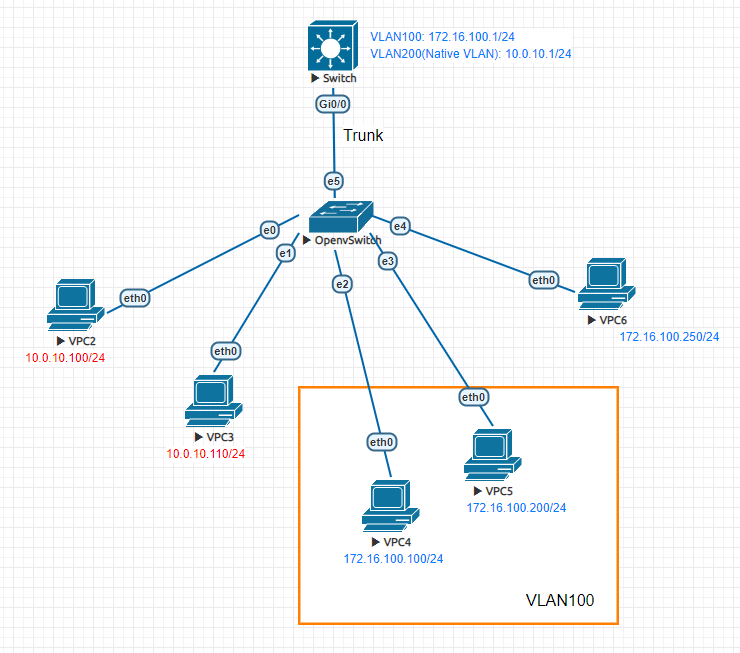 VLAN100: 172.16.100.1/24
VLAN200(Native VLAN): 10.0.10.1/24
Switch
Gi0/0
Trunk
e5
OpenvSwitch
e0
e1
e2
e3
e4
eth0
VPC2
10.0.10.100/24
eth0
VPC3
10.0.10.110/24
eth0
VPC6
172.16.100.250/24
eth0
VPC5
172.16.100.200/24
eth0
VPC4
172.16.100.100/24
VLAN100